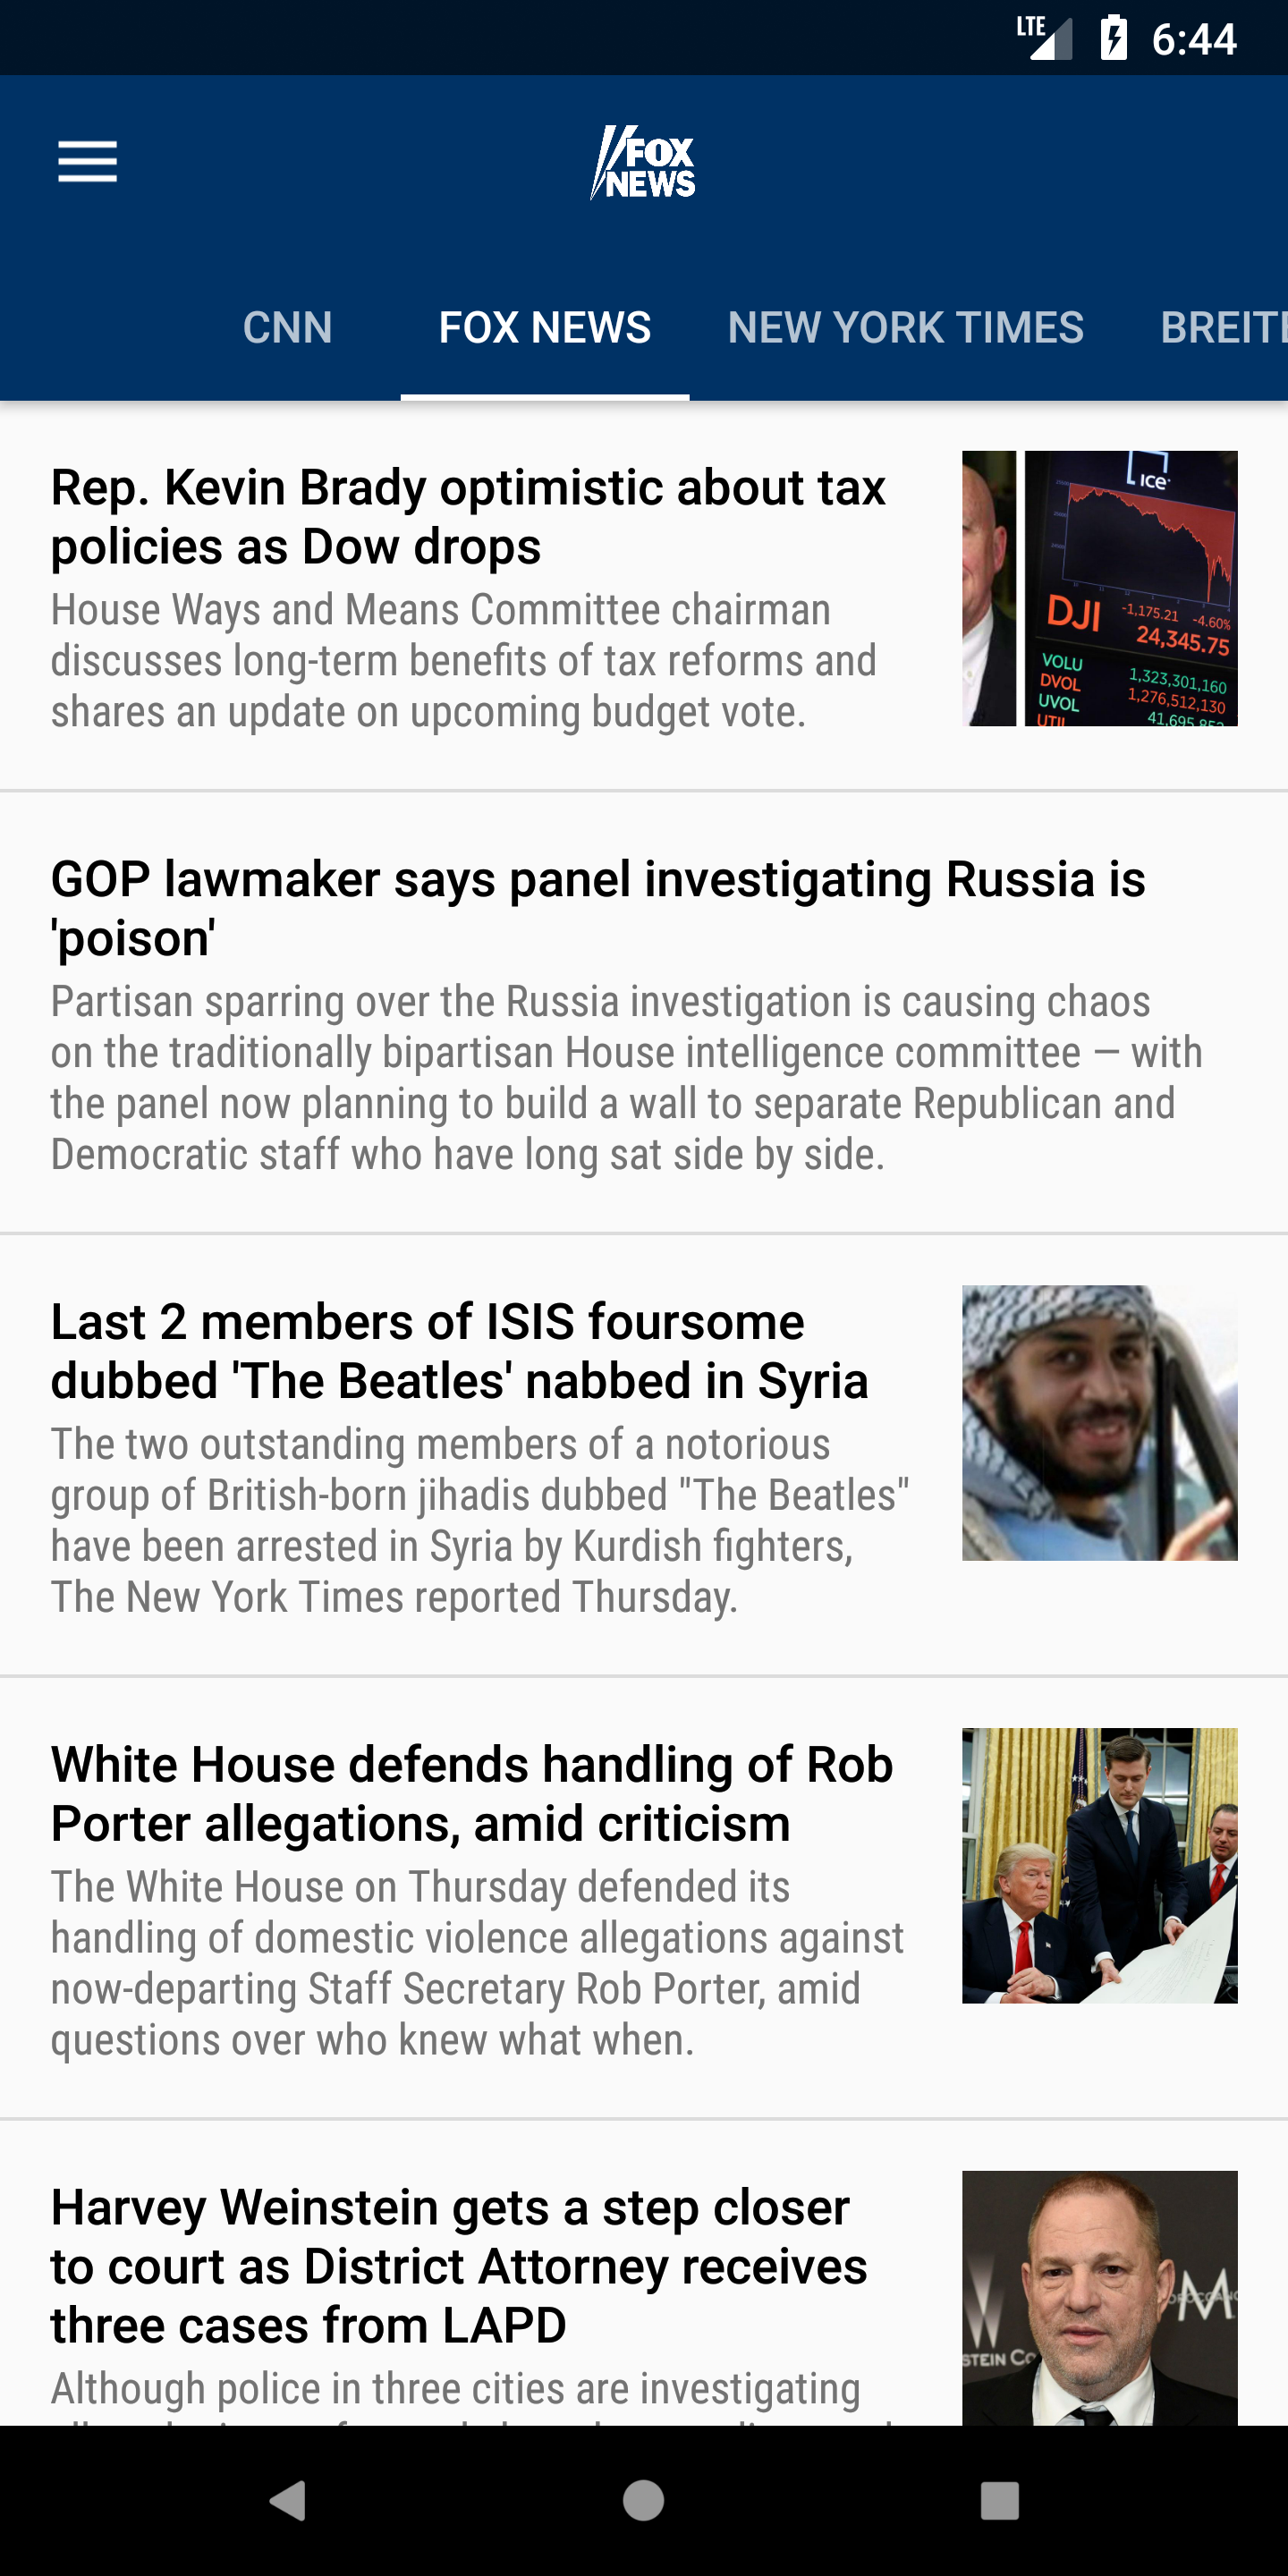 LTE 6:44
FOX
NEWS
CNN FOX NEWS NEW YORK TIMES
Rep. Kevin Brady optimistic about tax
policies as Dow drops
House Ways and Means Committee chairman
discusses long-term benefits of tax reforms and
shares an update on upcoming budget vote.
ICE
DJI -1,175.21 -4.60%
24,345.75
VOLU 1,323,301,160
DVOL 1,276,512,130
UVOL
GOP lawmaker says panel investigating Russia is
'poison'
Partisan sparring over the Russia investigation is causing chaos
on the traditionally bipartisan House intelligence committee — with
the panel now planning to build a wall to separate Republican and
Democratic staff who have long sat side by side.
Last 2 members of ISIS foursome
dubbed 'The Beatles' nabbed in Syria
The two outstanding members of a notorious
group of British-born jihadis dubbed "The Beatles"
have been arrested in Syria by Kurdish fighters,
The New York Times reported Thursday.
White House defends handling of Rob
Porter allegations, amid criticism
The White House on Thursday defended its
handling of domestic violence allegations against
now-departing Staff Secretary Rob Porter, amid
questions over who knew what when.
Harvey Weinstein gets a step closer
to court as District Attorney receives
three cases from LAPD
Although police in three cities are investigating